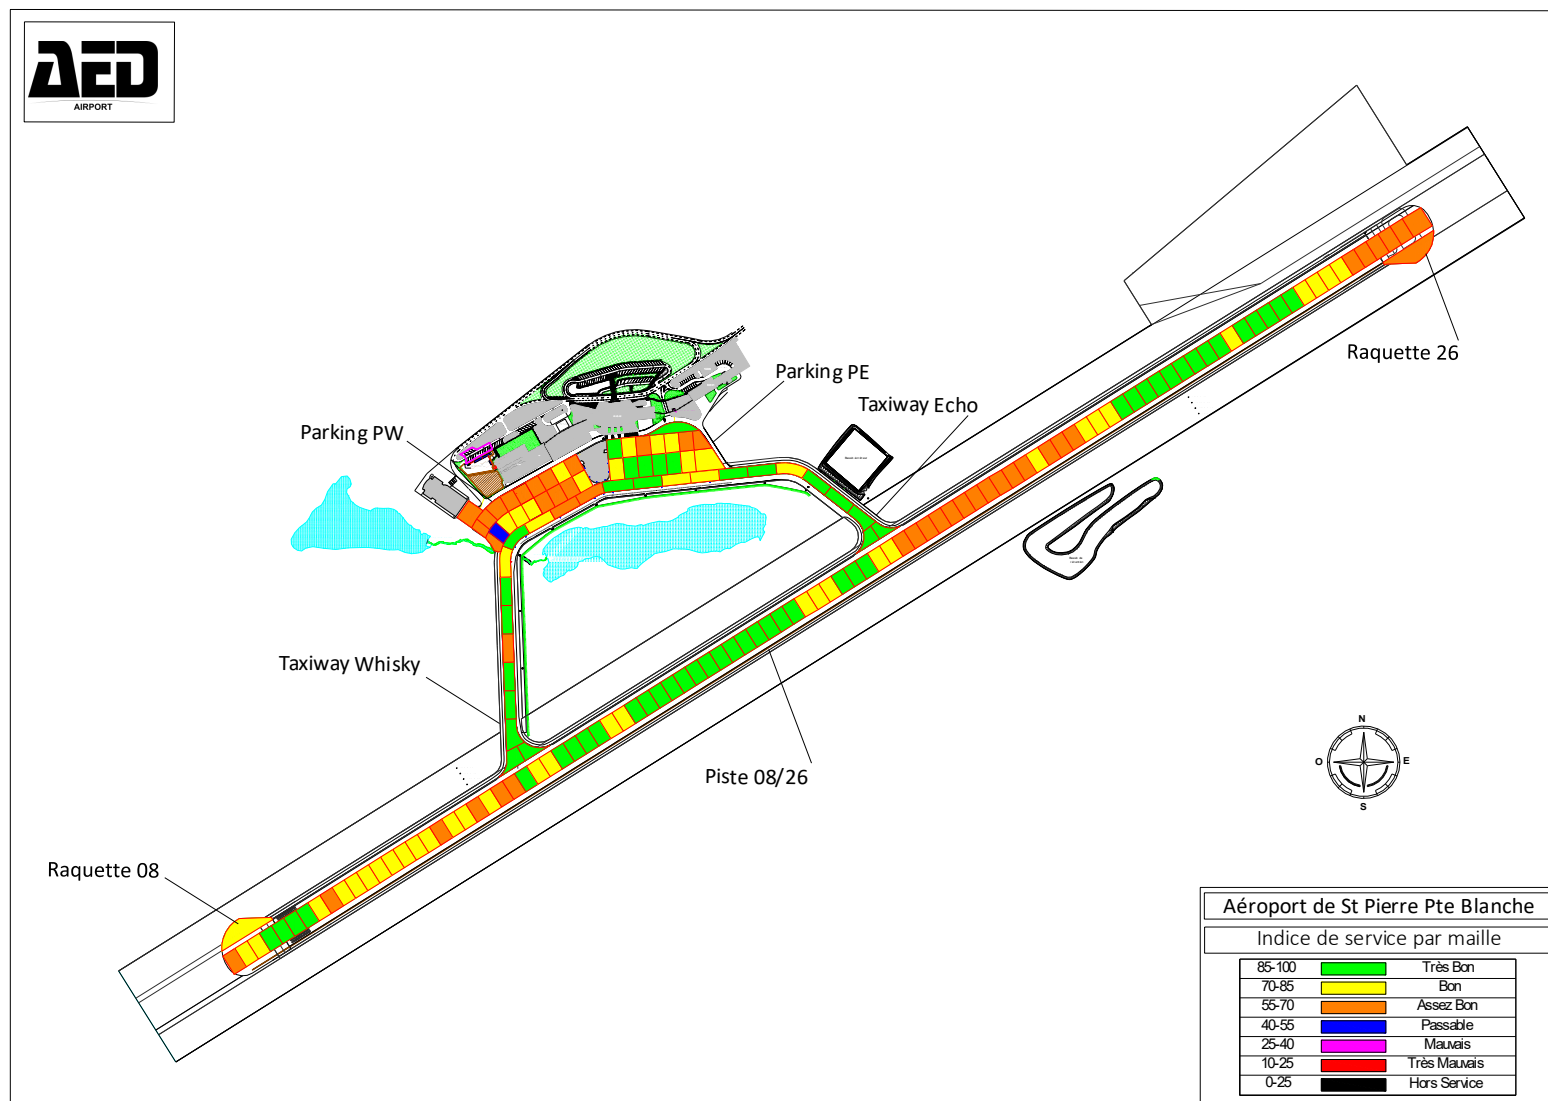 AED
AIRPORT
Parking PE
Taxiway Echo
Parking PW
Raquette 26
Taxiway Whisky
Piste 08/26
Raquette 08
N
O
E
S
Aéroport de St Pierre Pte Blanche
Indice de service par maille
85-100 Très Bon
70-85 Bon
55-70 Assez Bon
40-55 Passable
25-40 Mauvais
10-25 Très Mauvais
0-25 Hors Service